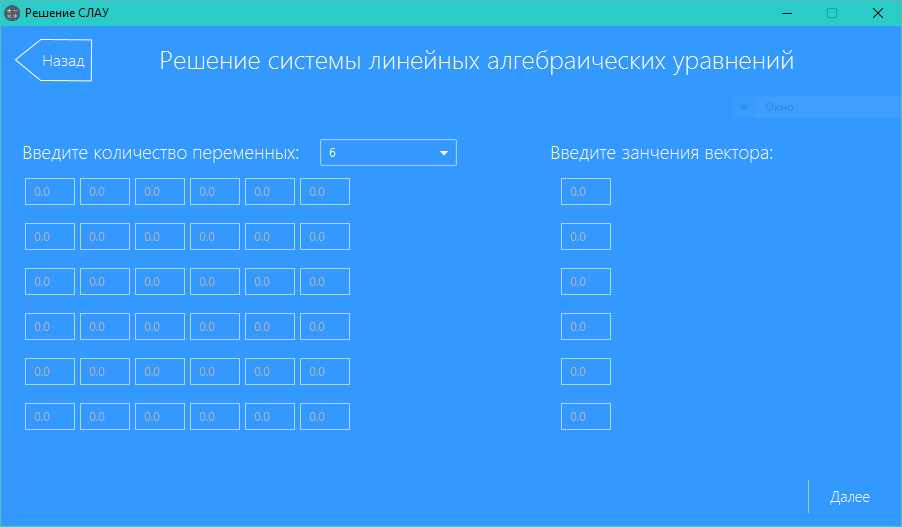 Решение СЛАУ
Назад
Решение системы линейных алгебраических уравнений
Окно
Введите количество переменных: 6
Введите занчения вектора:
0.0 0.0 0.0 0.0 0.0 0.0 0.0
0.0 0.0 0.0 0.0 0.0 0.0 0.0
0.0 0.0 0.0 0.0 0.0 0.0 0.0
0.0 0.0 0.0 0.0 0.0 0.0 0.0
0.0 0.0 0.0 0.0 0.0 0.0 0.0
0.0 0.0 0.0 0.0 0.0 0.0 0.0
Далее